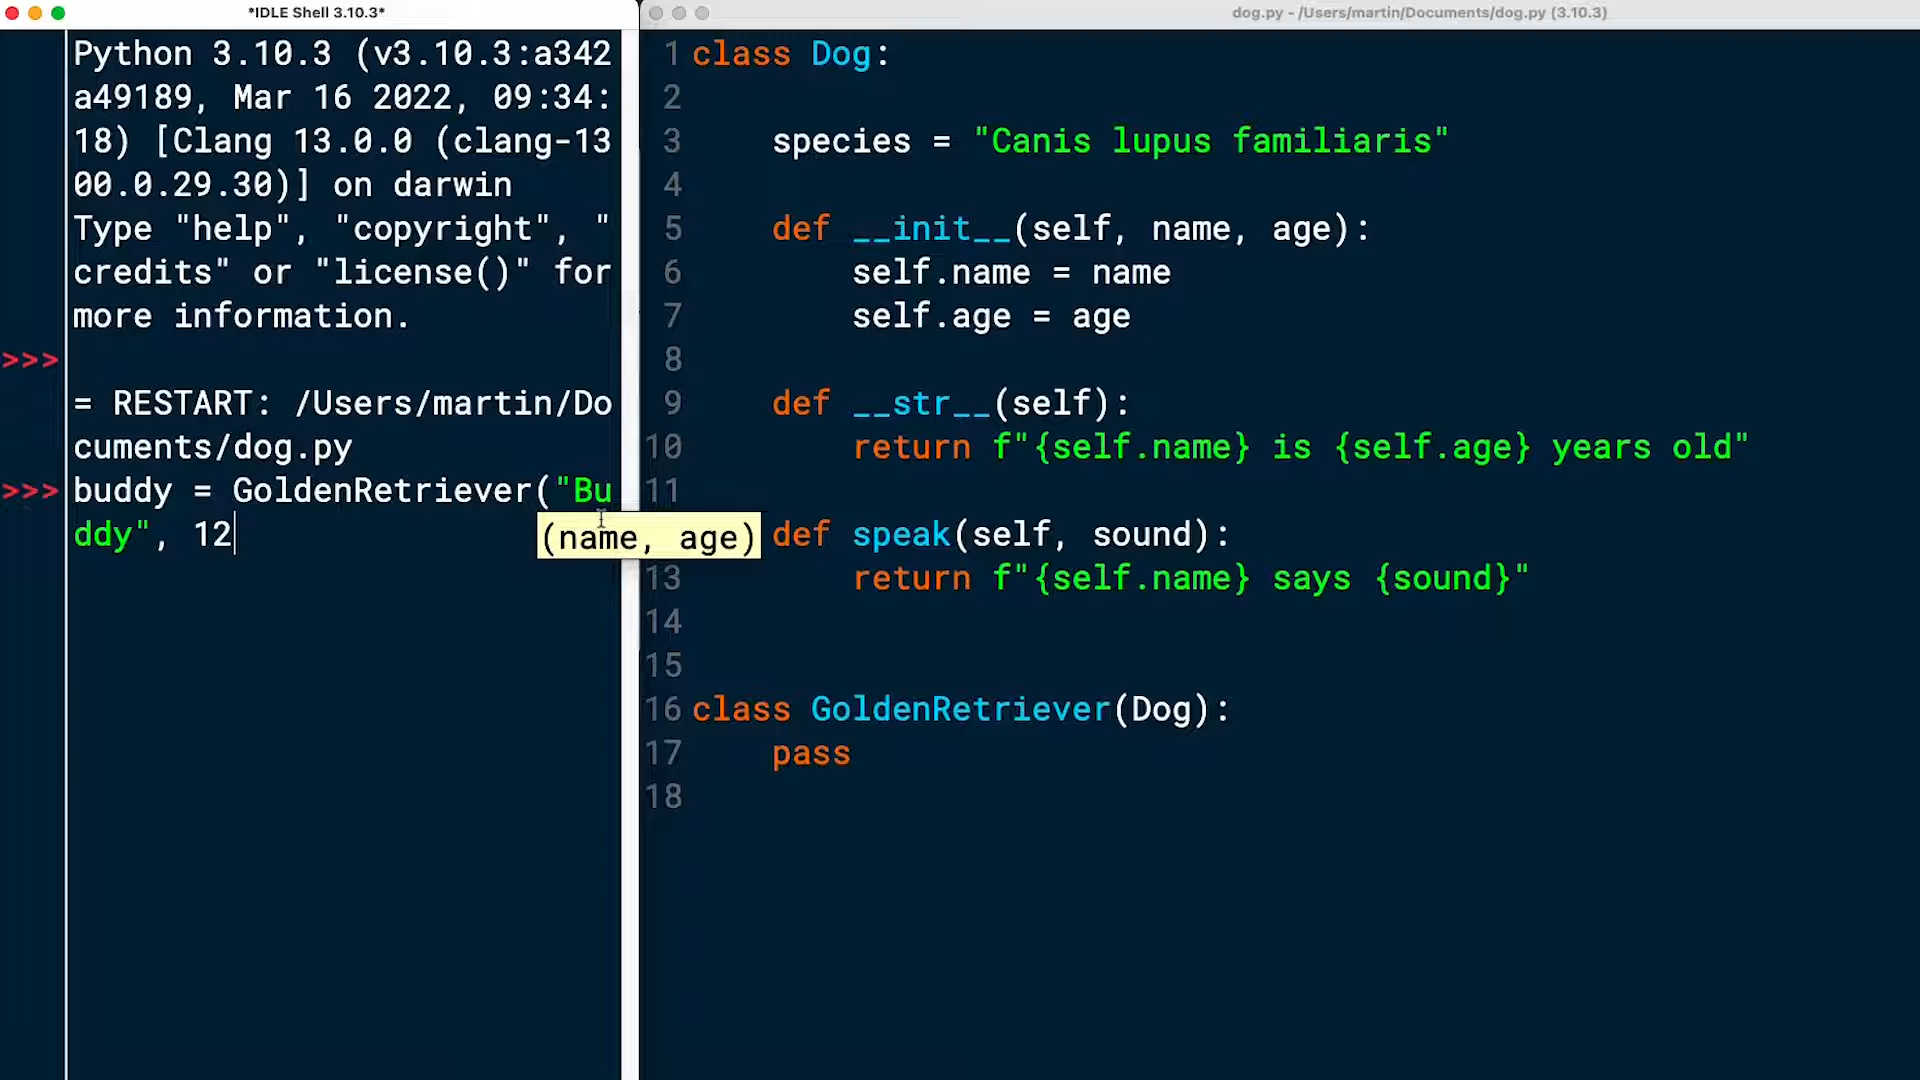 *IDLE Shell 3.10.3*
Python 3.10.3 (v3.10.3:a342
a49189, Mar 16 2022, 09:34:
18) [Clang 13.0.0 (clang-13
00.0.29.30)] on darwin
Type "help", "copyright", "
credits" or "license()" for
more information.
>>>
= RESTART: /Users/martin/Do
cuments/dog.py
>>> buddy = GoldenRetriever("Bu
ddy", 12
(name, age)
dog.py - /Users/martin/Documents/dog.py (3.10.3)
1 class Dog:
2
3 species = "Canis lupus familiaris"
4
5 def __init__(self, name, age):
6 self.name = name
7 self.age = age
8
9 def __str__(self):
10 return f"{self.name} is {self.age} years old"
11
def speak(self, sound):
13 return f"{self.name} says {sound}"
14
15
16 class GoldenRetriever(Dog):
17 pass
18